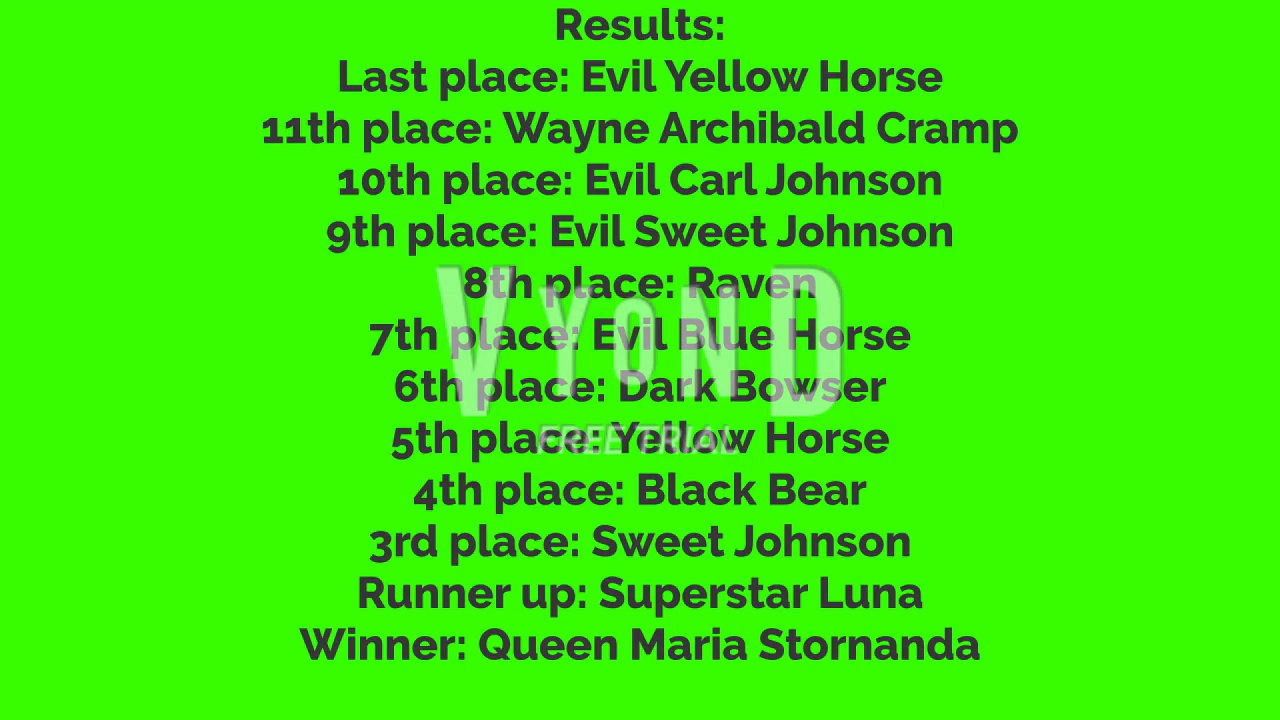 Results:
Last place: Evil Yellow Horse
11th place: Wayne Archibald Cramp
10th place: Evil Carl Johnson
9th place: Evil Sweet Johnson
8th place: Raven
7th place: Evil Blue Horse
6th place: Dark Bowser
5th place: Yellow Horse
4th place: Black Bear
3rd place: Sweet Johnson
Runner up: Superstar Luna
Winner: Queen Maria Stornanda
VYOND
FREE TRIAL